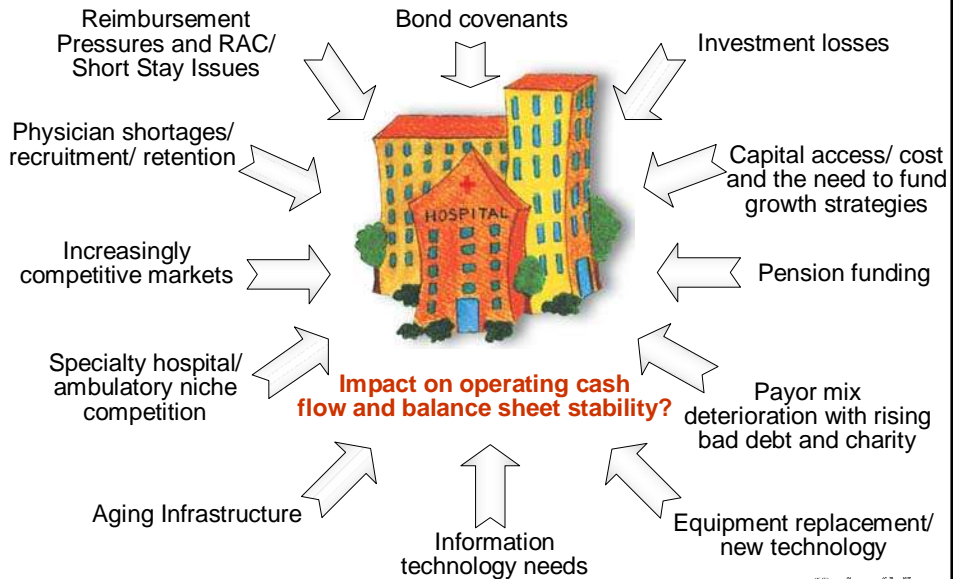 Reimbursement
Pressures and RAC/
Short Stay Issues
Bond covenants
Investment losses
Physician shortages/
recruitment/ retention
Capital access/ cost
and the need to fund
growth strategies
HOSPITAL
Increasingly
competitive markets
Pension funding
Specialty hospital/
ambulatory niche
competition
Impact on operating cash
flow and balance sheet stability?
Payor mix
deterioration with rising
bad debt and charity
Aging Infrastructure
Information
technology needs
Equipment replacement/
new technology